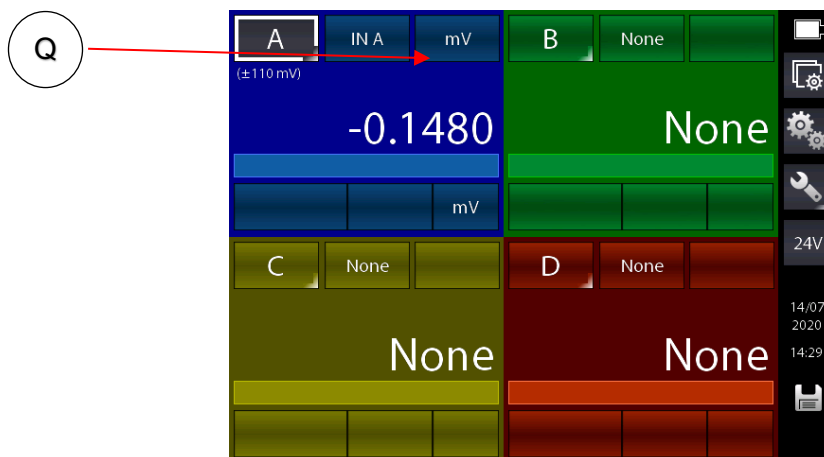 Q
A IN A mV
(±110 mV)
-0.1480
mV
B None
None
C None
None
D None
None
24V
14/07
2020
14:29